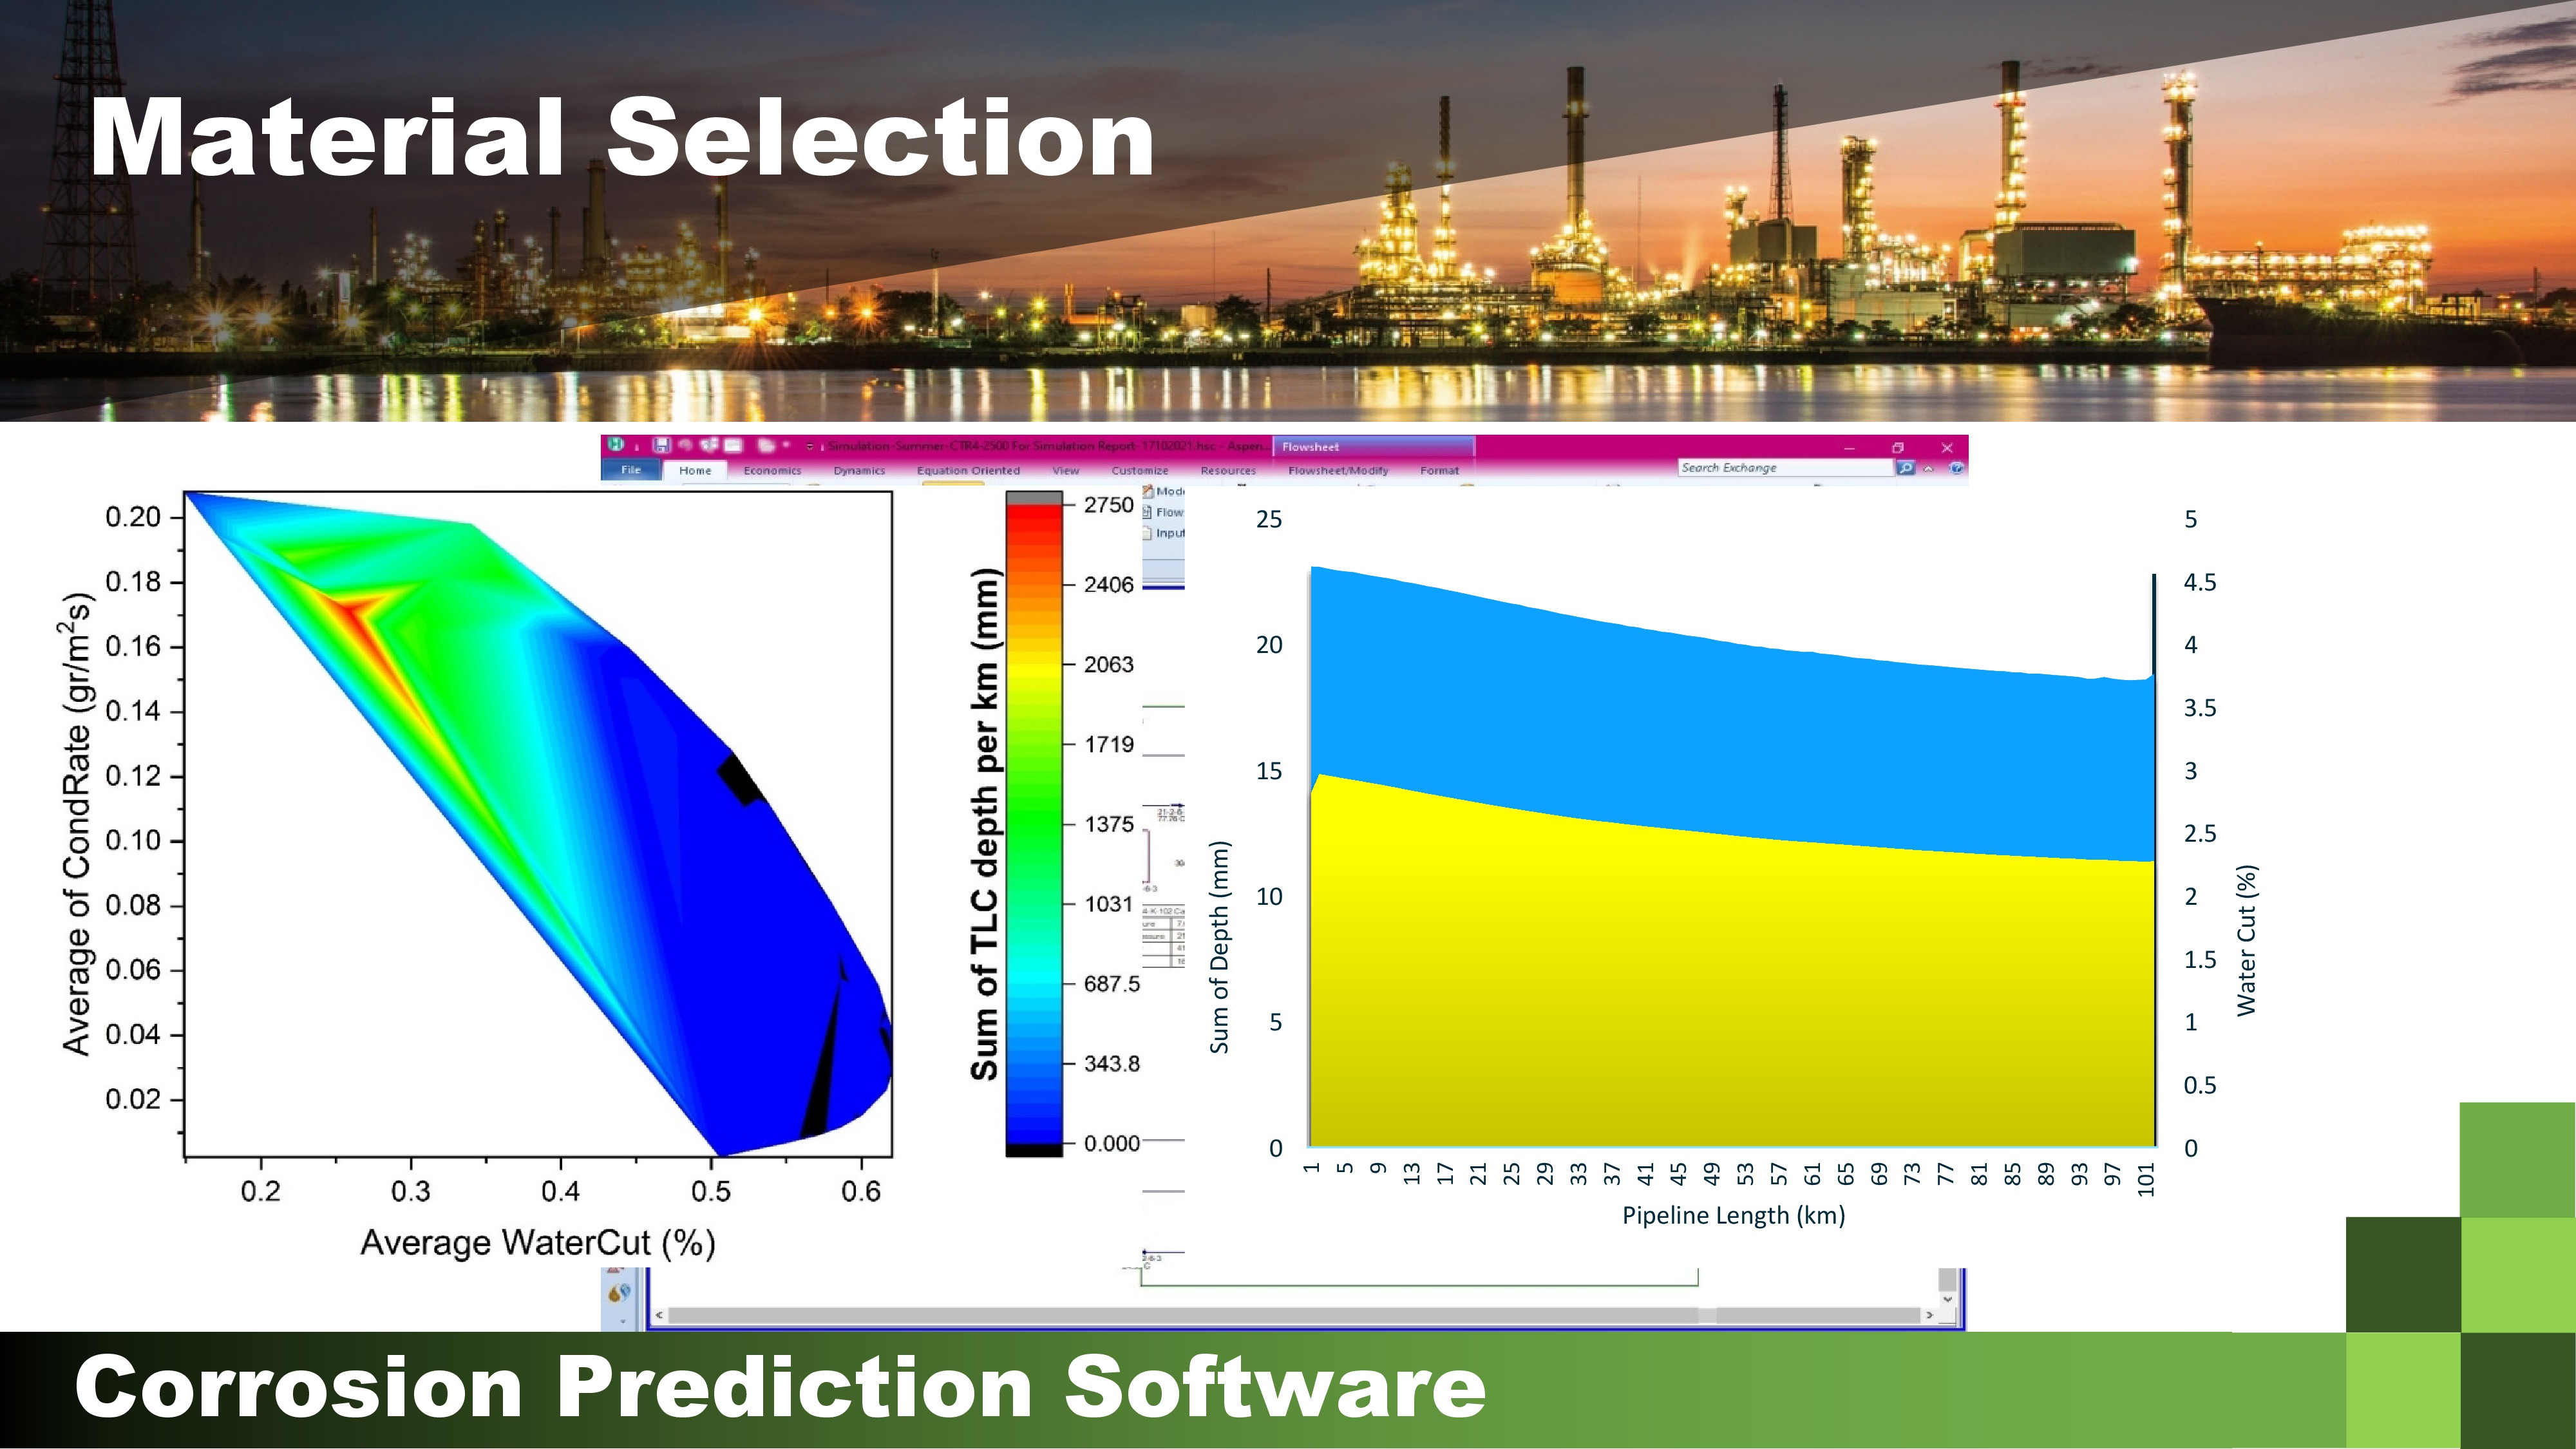 Material Selection
Simulation-Summer-CTR4-2500 For Simulation Report-17102021.hsc - Aspen...
Flowsheet
File
Home
Economics
Dynamics
Equation Oriented
View
Customize
Resources
Flowsheet/Modify
Format
Search Exchange
Mode
Flow
Input
0.20
0.18
0.16
0.14
0.12
0.10
0.08
0.06
0.04
0.02
Average of CondRate (gr/m²s)
0.2
0.3
0.4
0.5
0.6
Average WaterCut (%)
Sum of TLC depth per km (mm)
2750
2406
2063
1719
1375
1031
687.5
343.8
0.000
25
20
15
10
5
0
Sum of Depth (mm)
1
5
9
13
17
21
25
29
33
37
41
45
49
53
57
61
65
69
73
77
81
85
89
93
97
101
Pipeline Length (km)
5
4.5
4
3.5
3
2.5
2
1.5
1
0.5
0
Water Cut (%)
Corrosion Prediction Software